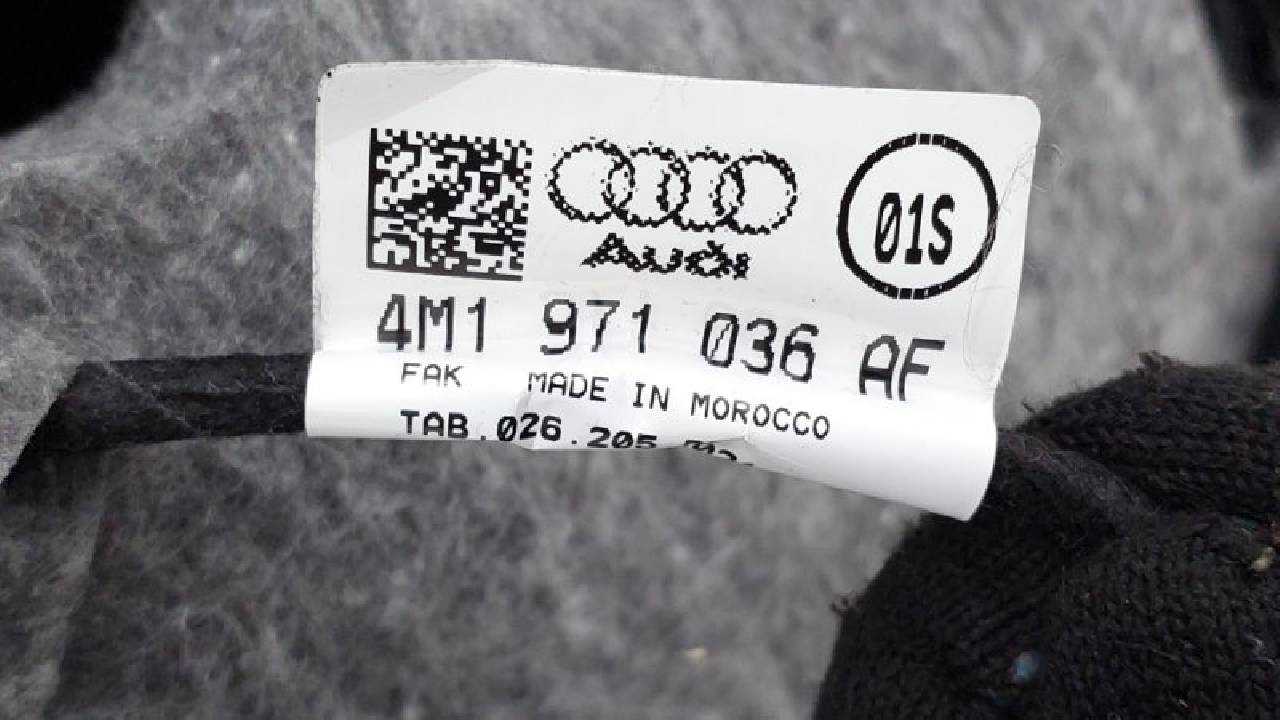 Audi
01S
4M1 971 036 AF
FAK MADE IN MOROCCO
TAB.026.205